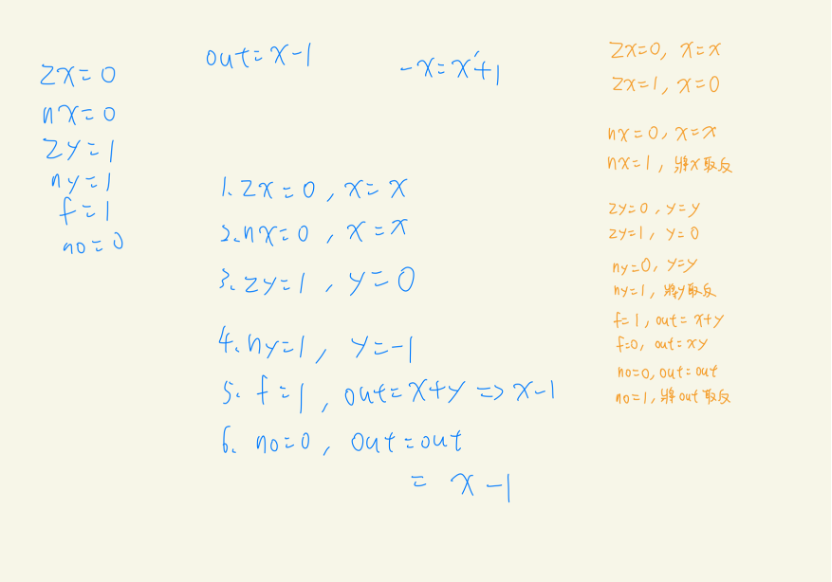 zx=0
nx=0
zy=1
ny=1
f=1
no=0
out=x-1
-x=x'+1
1.zx=0,x=x
2.nx=0,x=x
3.zy=1,y=0
4.ny=1,y=-1
5.f=1,out=x+y=>x-1
6.no=0,out=out
=x-1
zx=0,x=x
zx=1,x=0
nx=0,x=x
nx=1,將x取反
zy=0,y=y
zy=1,y=0
ny=0,y=y
ny=1,將y取反
f=1,out=x+y
f=0,out=xy
no=0,out=out
no=1,將out取反